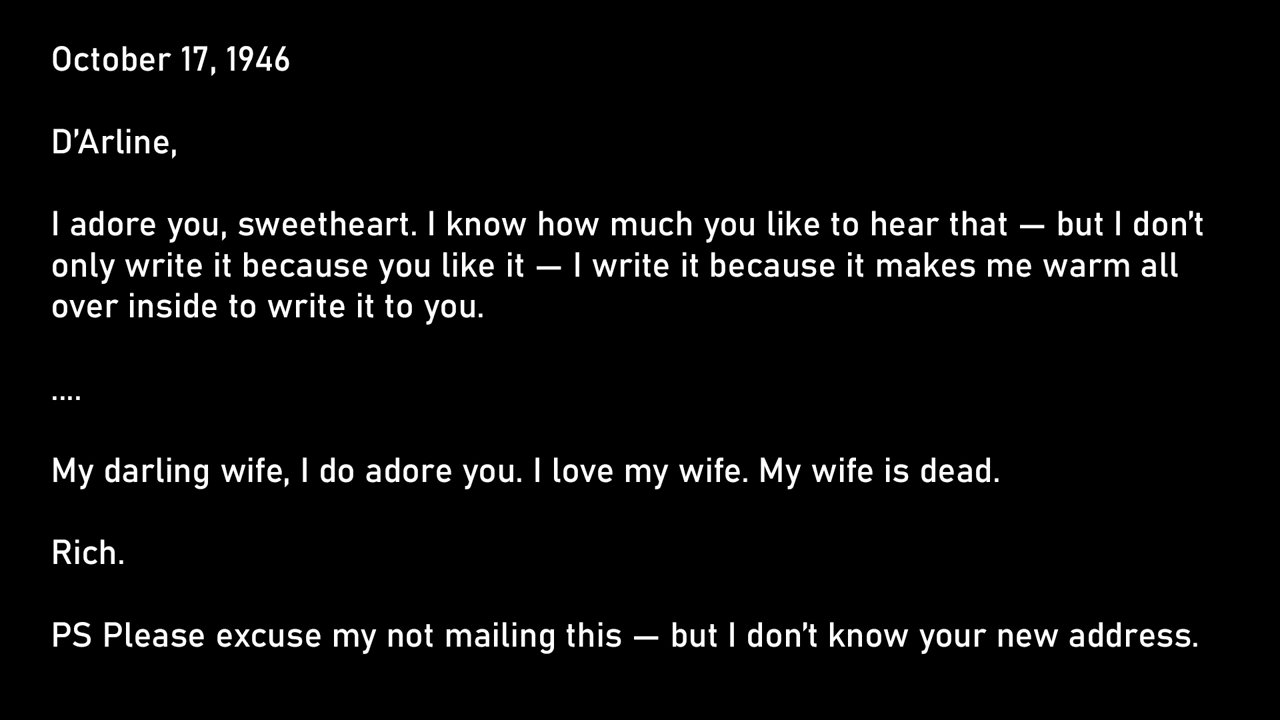 October 17, 1946
D’Arline,
I adore you, sweetheart. I know how much you like to hear that — but I don’t
only write it because you like it — I write it because it makes me warm all
over inside to write it to you.
....
My darling wife, I do adore you. I love my wife. My wife is dead.
Rich.
PS Please excuse my not mailing this — but I don’t know your new address.